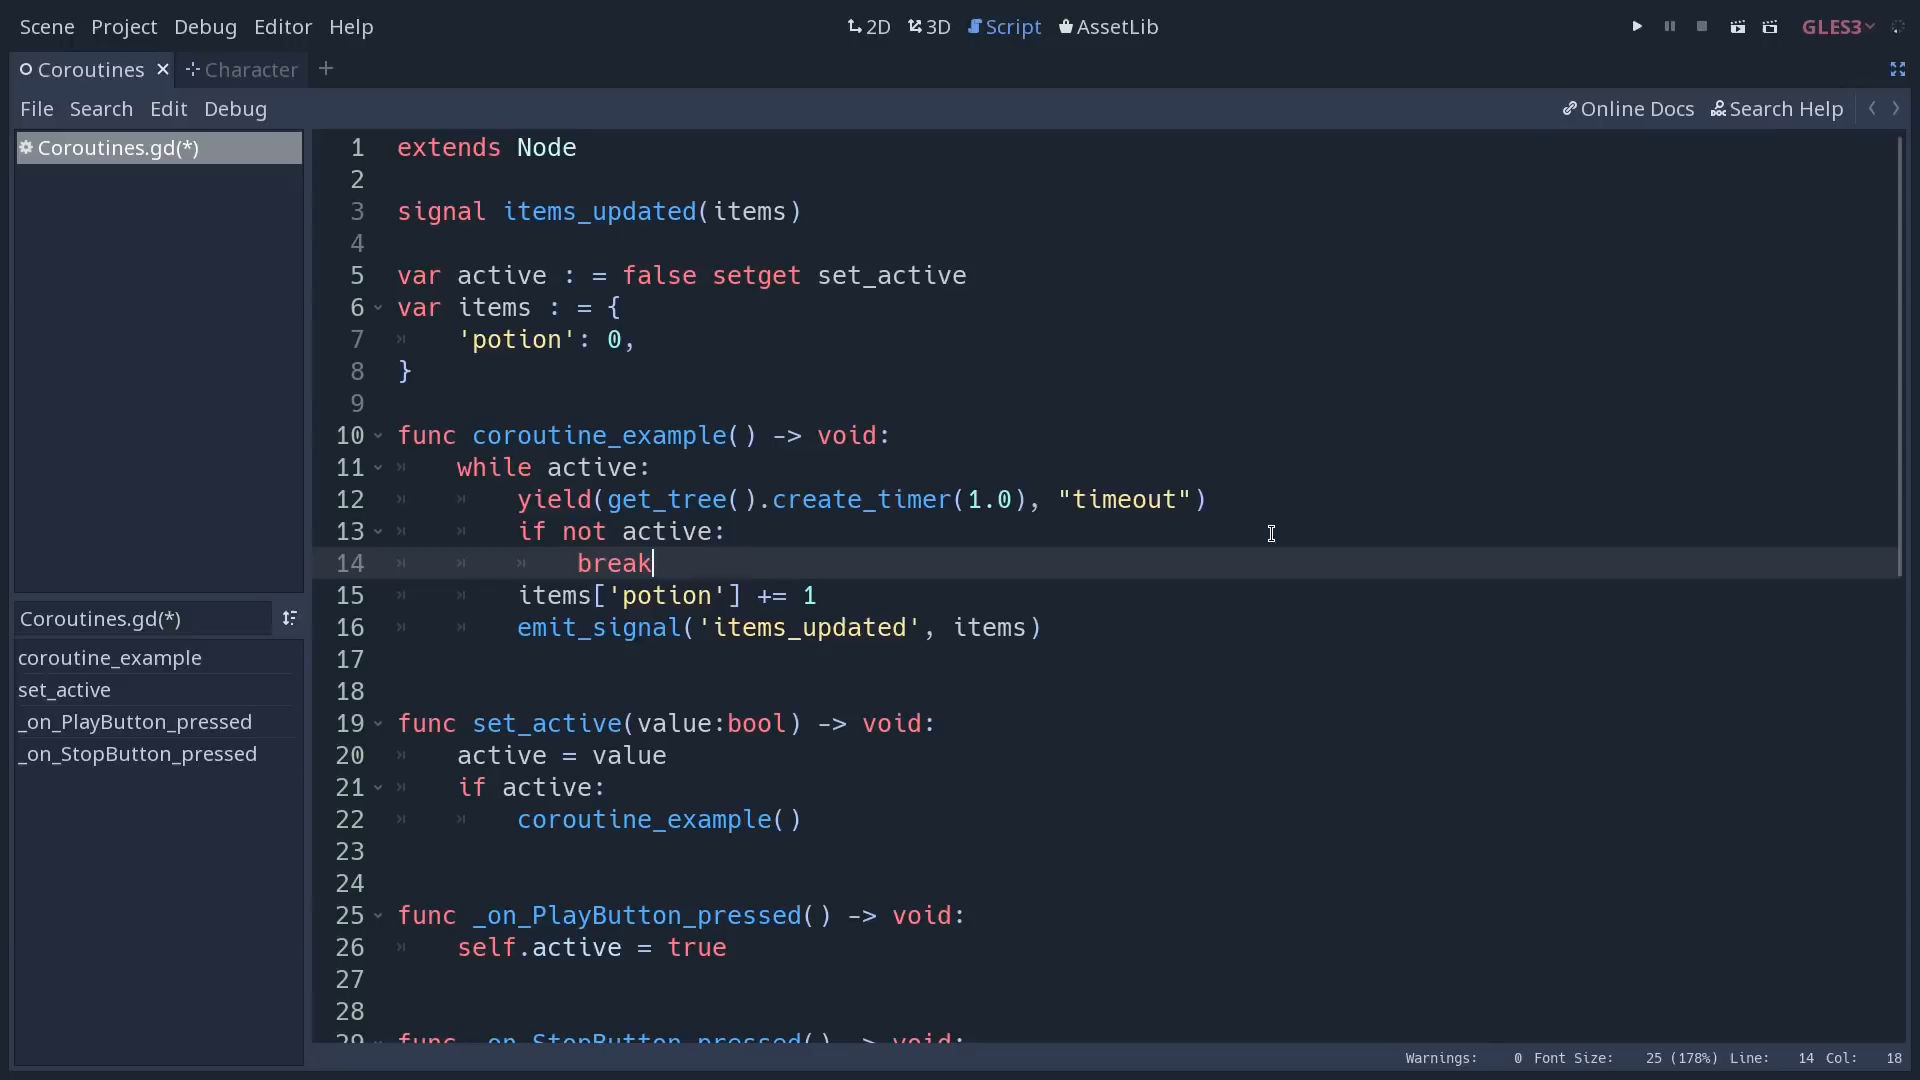 Scene Project Debug Editor Help 2D 3D Script AssetLib GLES3
Coroutines Character
File Search Edit Debug Online Docs Search Help
Coroutines.gd(*)
1 extends Node
2
3 signal items_updated(items)
4
5 var active : = false setget set_active
6 var items : = {
7 'potion': 0,
8 }
9
10 func coroutine_example() -> void:
11 while active:
12 yield(get_tree().create_timer(1.0), "timeout")
13 if not active:
14 break
15 items['potion'] += 1
16 emit_signal('items_updated', items)
17
18
19 func set_active(value:bool) -> void:
20 active = value
21 if active:
22 coroutine_example()
23
24
25 func _on_PlayButton_pressed() -> void:
26 self.active = true
27
28
29 func _on_StopButton_pressed() -> void:
Coroutines.gd(*)
coroutine_example
set_active
_on_PlayButton_pressed
_on_StopButton_pressed
Warnings: 0 Font Size: 25 (178%) Line: 14 Col: 18